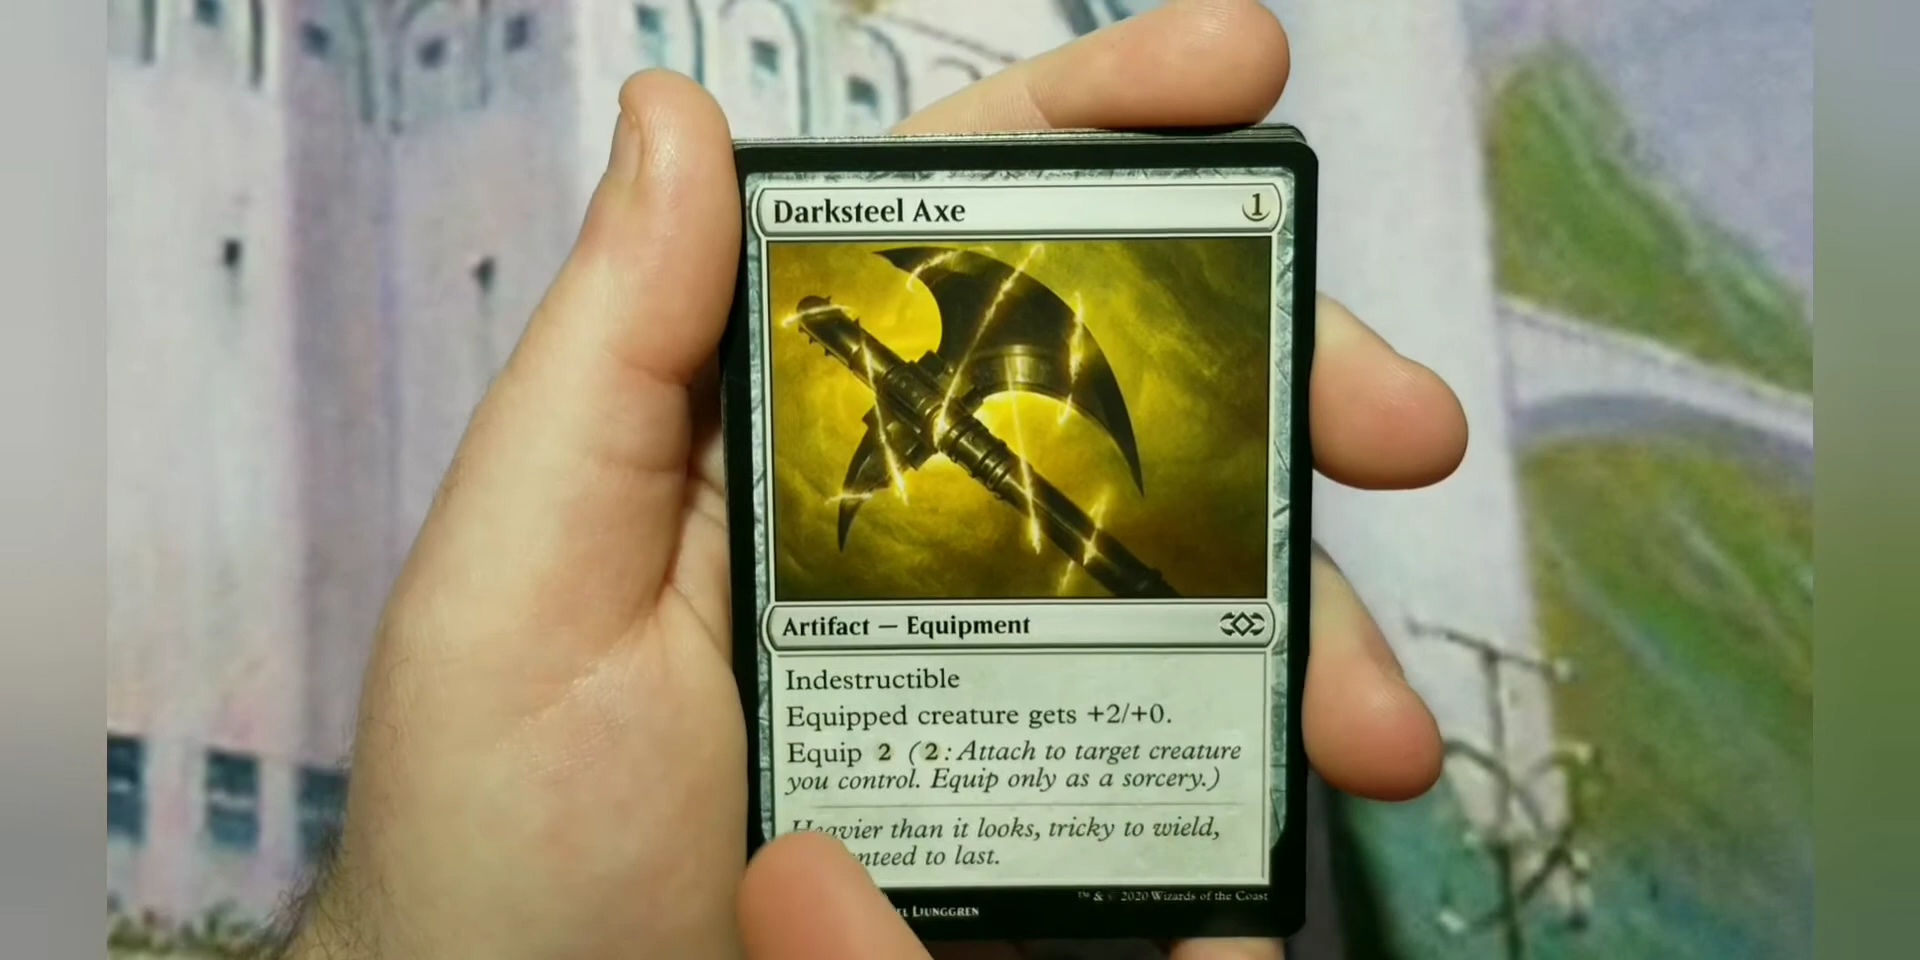 Darksteel Axe 1
Artifact — Equipment
Indestructible
Equipped creature gets +2/+0.
Equip 2 (2: Attach to target creature
you control. Equip only as a sorcery.)
Heavier than it looks, tricky to wield,
to last.
™ & © 2020 Wizards of the Coast
Ljunggren